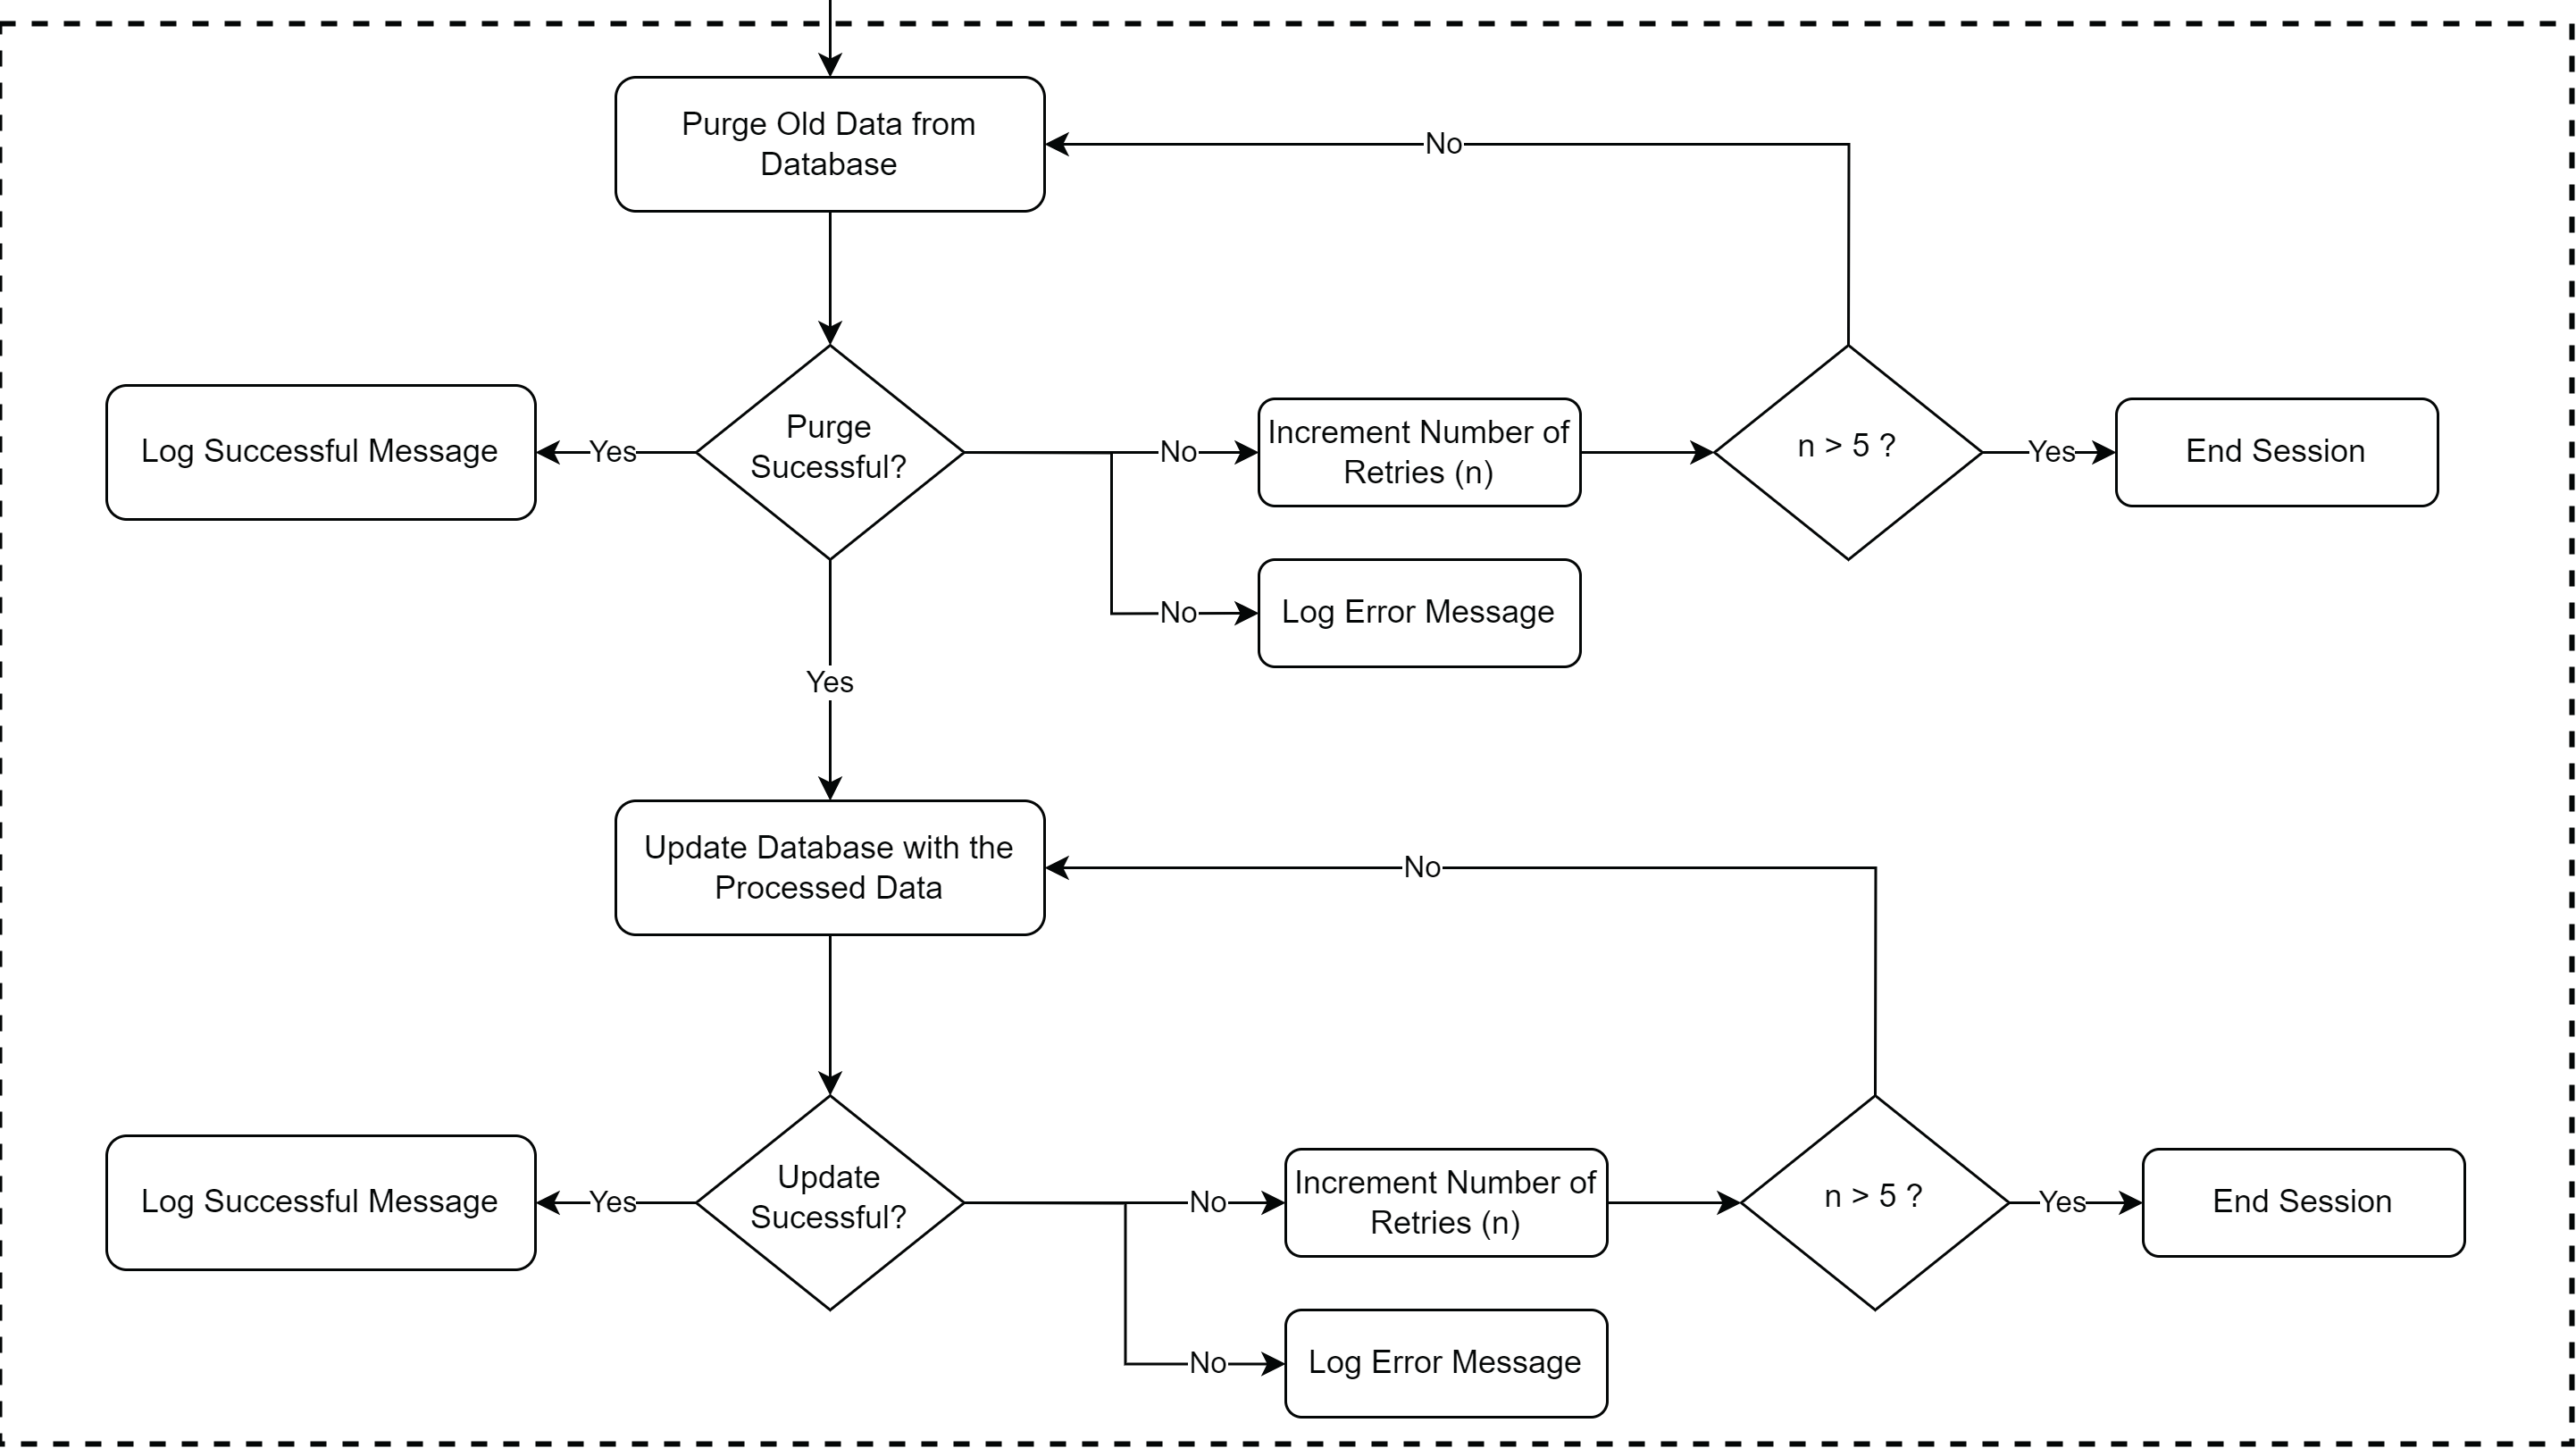 Purge Old Data from
Database
No
Log Successful Message
Yes
Purge
Sucessful?
No
Increment Number of
Retries (n)
n > 5 ?
Yes
End Session
No
Log Error Message
Yes
Update Database with the
Processed Data
No
Log Successful Message
Yes
Update
Sucessful?
No
Increment Number of
Retries (n)
n > 5 ?
Yes
End Session
No
Log Error Message